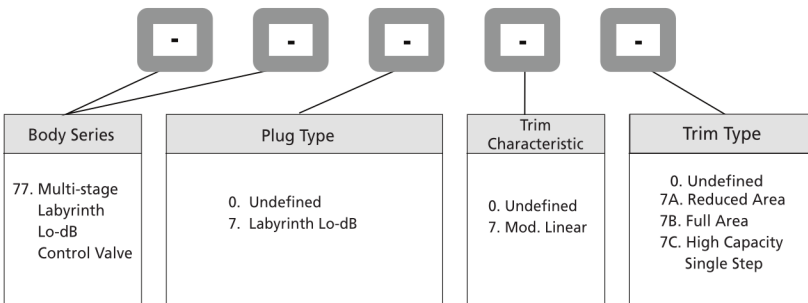 - - - - -
Body Series
77. Multi-stage
Labyrinth
Lo-dB
Control Valve
Plug Type
0. Undefined
7. Labyrinth Lo-dB
Trim
Characteristic
0. Undefined
7. Mod. Linear
Trim Type
0. Undefined
7A. Reduced Area
7B. Full Area
7C. High Capacity
Single Step